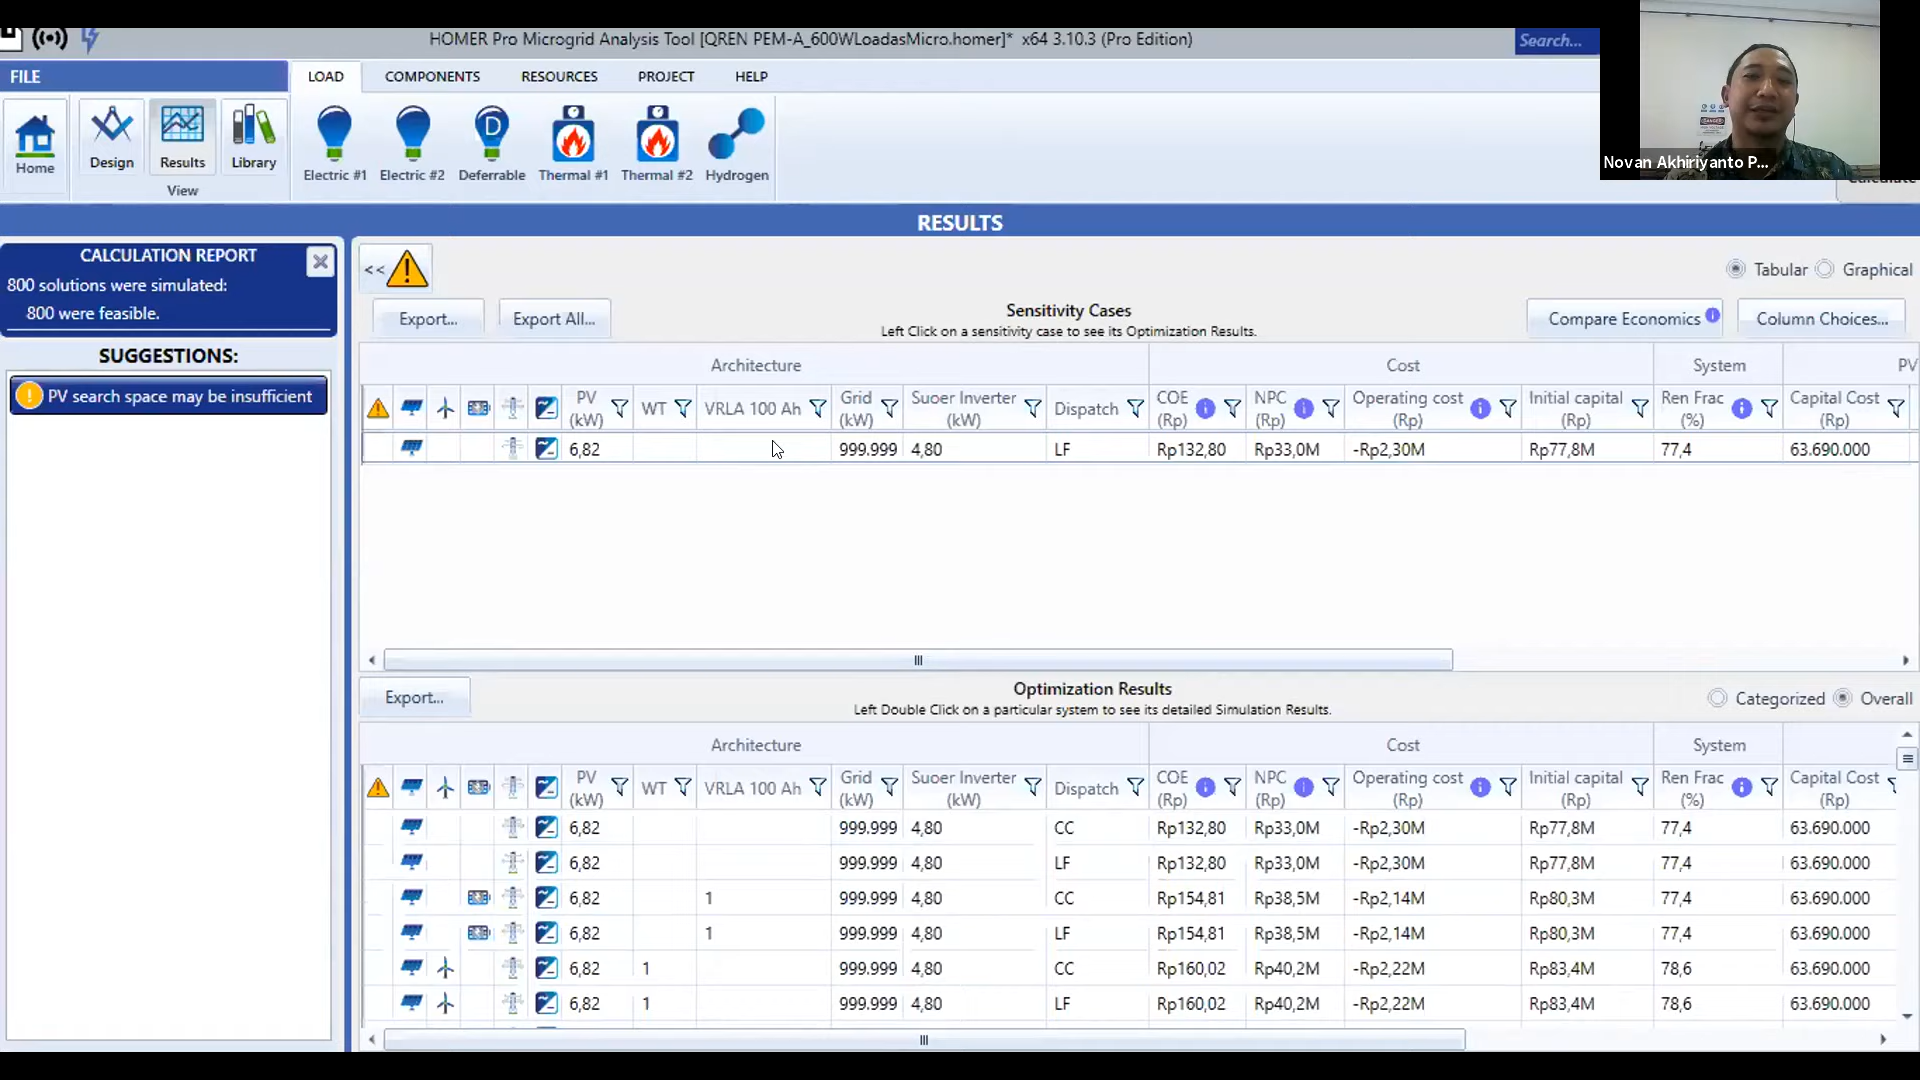 HOMER Pro Microgrid Analysis Tool [QREN PEM-A_600WLoadasMicro.homer]* x64 3.10.3 (Pro Edition)
Search...
FILE
LOAD COMPONENTS RESOURCES PROJECT HELP
Home
Design Results Library
View
Electric #1 Electric #2 Deferrable Thermal #1 Thermal #2 Hydrogen
D
Novan Akhiriyanto P...
RESULTS
CALCULATION REPORT
800 solutions were simulated:
800 were feasible.
SUGGESTIONS:
PV search space may be insufficient
<<
Tabular Graphical
Export... Export All...
Sensitivity Cases
Left Click on a sensitivity case to see its Optimization Results.
Compare Economics Column Choices...
Architecture Cost System PV
PV (kW) WT VRLA 100 Ah Grid (kW) Suoer Inverter (kW) Dispatch COE (Rp) NPC (Rp) Operating cost (Rp) Initial capital (Rp) Ren Frac (%) Capital Cost (Rp)
6,82 999.999 4,80 LF Rp132,80 Rp33,0M -Rp2,30M Rp77,8M 77,4 63.690.000
Export...
Optimization Results
Left Double Click on a particular system to see its detailed Simulation Results.
Categorized Overall
Architecture Cost System
PV (kW) WT VRLA 100 Ah Grid (kW) Suoer Inverter (kW) Dispatch COE (Rp) NPC (Rp) Operating cost (Rp) Initial capital (Rp) Ren Frac (%) Capital Cost (Rp)
6,82 999.999 4,80 CC Rp132,80 Rp33,0M -Rp2,30M Rp77,8M 77,4 63.690.000
6,82 999.999 4,80 LF Rp132,80 Rp33,0M -Rp2,30M Rp77,8M 77,4 63.690.000
6,82 1 999.999 4,80 CC Rp154,81 Rp38,5M -Rp2,14M Rp80,3M 77,4 63.690.000
6,82 1 999.999 4,80 LF Rp154,81 Rp38,5M -Rp2,14M Rp80,3M 77,4 63.690.000
6,82 1 999.999 4,80 CC Rp160,02 Rp40,2M -Rp2,22M Rp83,4M 78,6 63.690.000
6,82 1 999.999 4,80 LF Rp160,02 Rp40,2M -Rp2,22M Rp83,4M 78,6 63.690.000